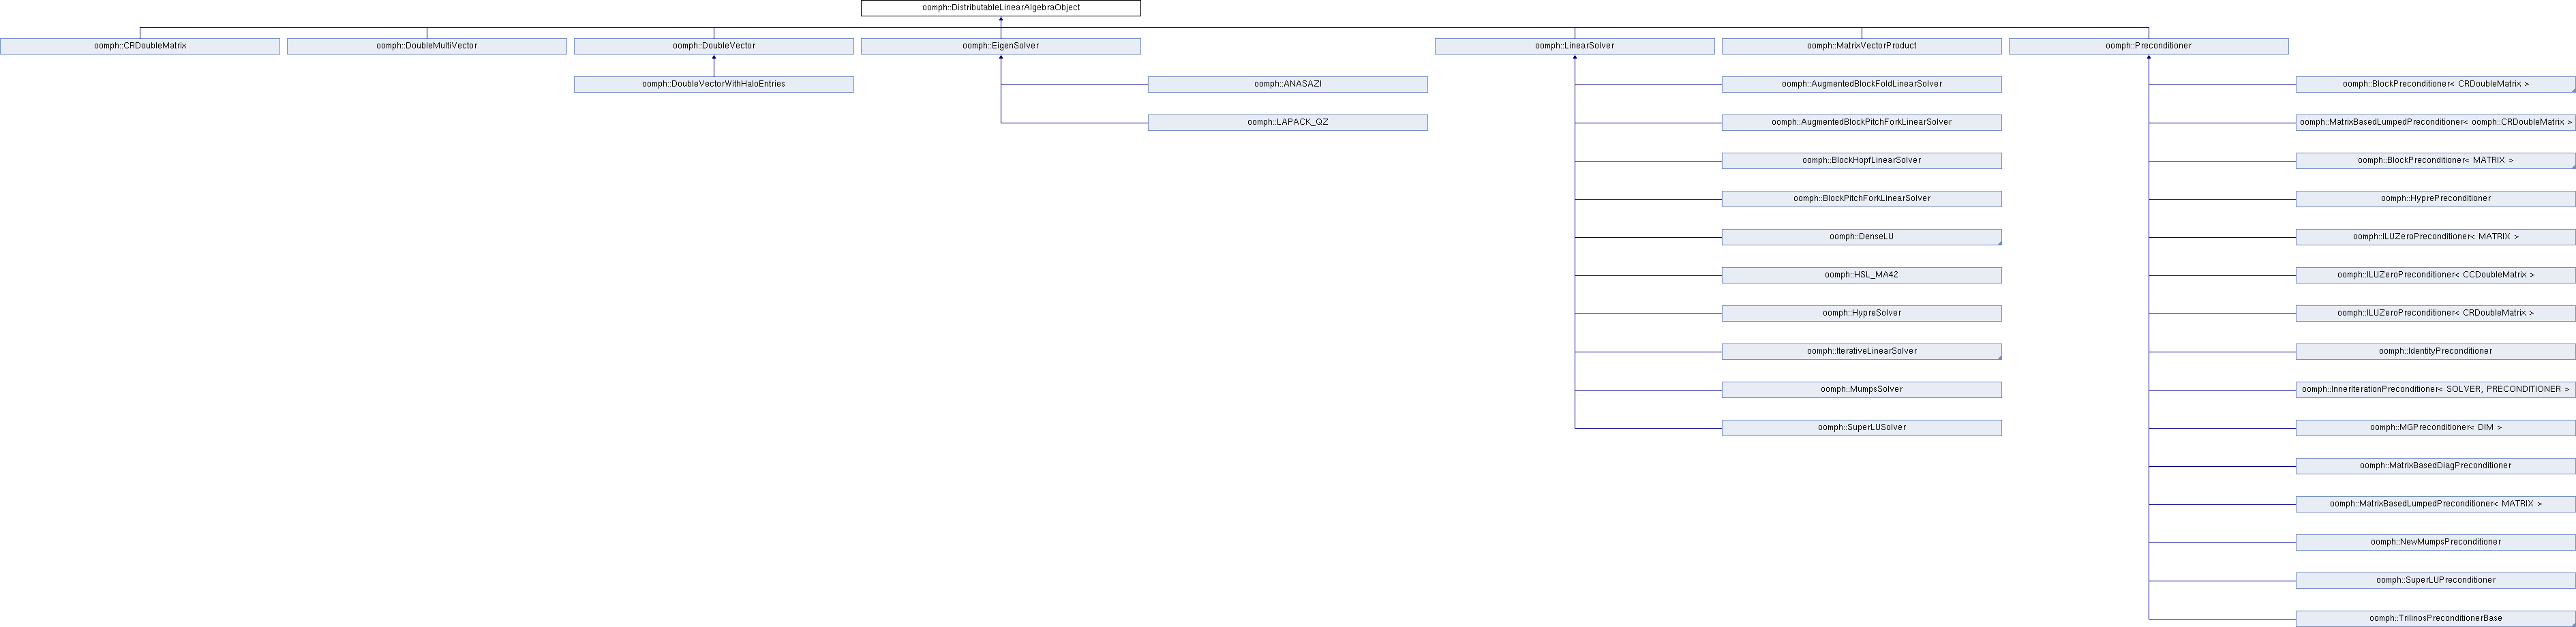 oomph::DistributableLinearAlgebraObject
oomph::CRDoubleMatrix
oomph::DoubleMultiVector
oomph::DoubleVector
oomph::EigenSolver
oomph::LinearSolver
oomph::MatrixVectorProduct
oomph::Preconditioner
oomph::DoubleVectorWithHaloEntries
oomph::ANASAZI
oomph::AugmentedBlockFoldLinearSolver
oomph::BlockPreconditioner< CRDoubleMatrix >
oomph::LAPACK_QZ
oomph::AugmentedBlockPitchForkLinearSolver
oomph::MatrixBasedLumpedPreconditioner< oomph::CRDoubleMatrix >
oomph::BlockHopfLinearSolver
oomph::BlockPreconditioner< MATRIX >
oomph::BlockPitchForkLinearSolver
oomph::HyprePreconditioner
oomph::DenseLU
oomph::ILUZeroPreconditioner< MATRIX >
oomph::HSL_MA42
oomph::ILUZeroPreconditioner< CCDoubleMatrix >
oomph::HypreSolver
oomph::ILUZeroPreconditioner< CRDoubleMatrix >
oomph::IterativeLinearSolver
oomph::IdentityPreconditioner
oomph::MumpsSolver
oomph::InnerIterationPreconditioner< SOLVER, PRECONDITIONER >
oomph::SuperLUSolver
oomph::MGPreconditioner< DIM >
oomph::MatrixBasedDiagPreconditioner
oomph::MatrixBasedLumpedPreconditioner< MATRIX >
oomph::NewMumpsPreconditioner
oomph::SuperLUPreconditioner
oomph::TrilinosPreconditionerBase